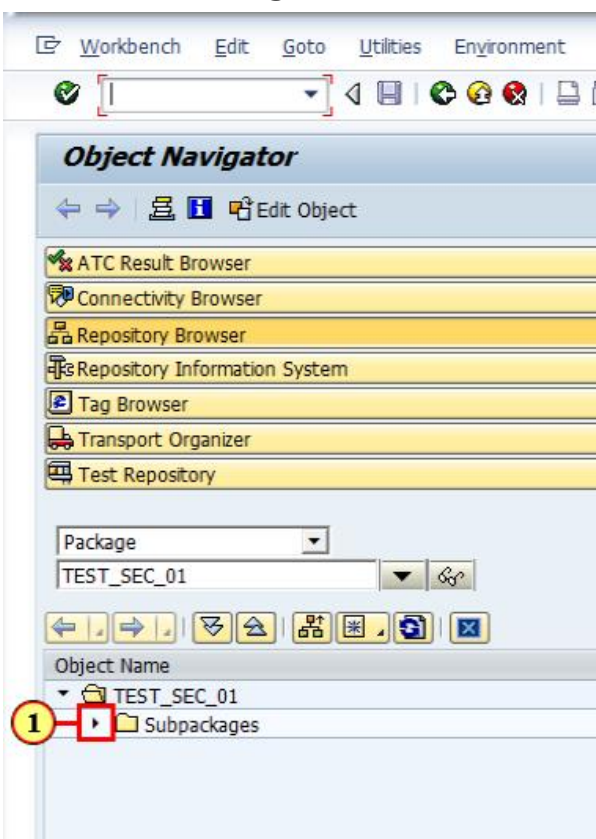 Workbench Edit Goto Utilities Environment
Object Navigator
Edit Object
ATC Result Browser
Connectivity Browser
Repository Browser
Repository Information System
Tag Browser
Transport Organizer
Test Repository
Package
TEST_SEC_01
Object Name
TEST_SEC_01
1 Subpackages